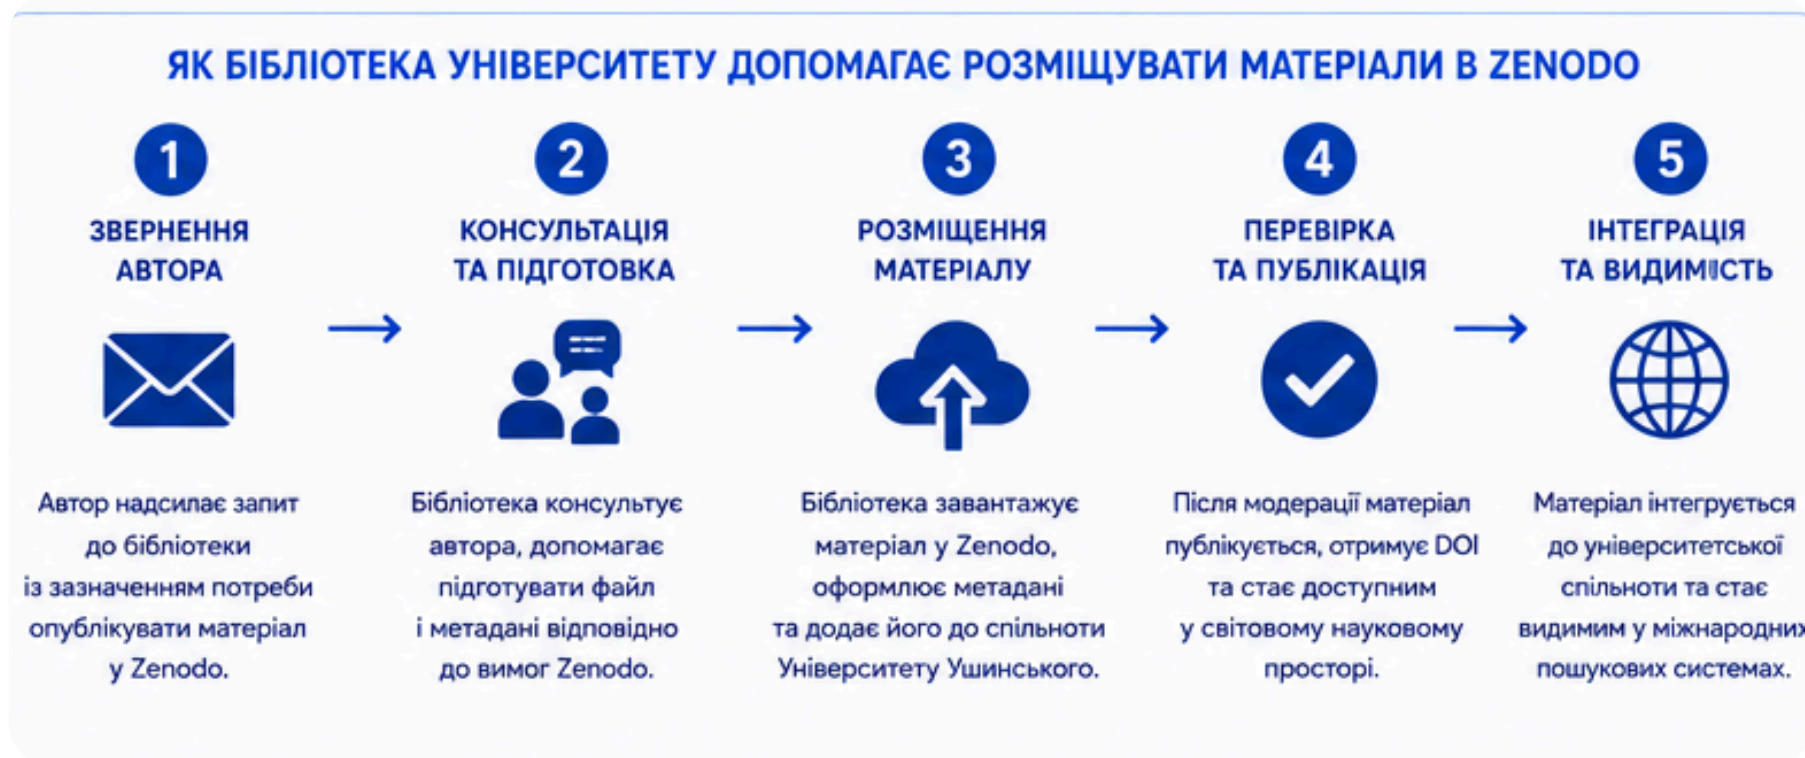 ЯК БІБЛІОТЕКА УНІВЕРСИТЕТУ ДОПОМАГАЄ РОЗМІЩУВАТИ МАТЕРІАЛИ В ZENODO
1
ЗВЕРНЕННЯ
АВТОРА
Автор надсилає запит
до бібліотеки
із зазначенням потреби
опублікувати матеріал
у Zenodo.
2
КОНСУЛЬТАЦІЯ
ТА ПІДГОТОВКА
Бібліотека консультує
автора, допомагає
підготувати файл
і метадані відповідно
до вимог Zenodo.
3
РОЗМІЩЕННЯ
МАТЕРІАЛУ
Бібліотека завантажує
матеріал у Zenodo,
оформлює метадані
та додає його до спільноти
Університету Ушинського.
4
ПЕРЕВІРКА
ТА ПУБЛІКАЦІЯ
Після модерації матеріал
публікується, отримує DOI
та стає доступним
у світовому науковому
просторі.
5
ІНТЕГРАЦІЯ
ТА ВИДИМІСТЬ
Матеріал інтегрується
до університетської
спільноти та стає
видимим у міжнародних
пошукових системах.